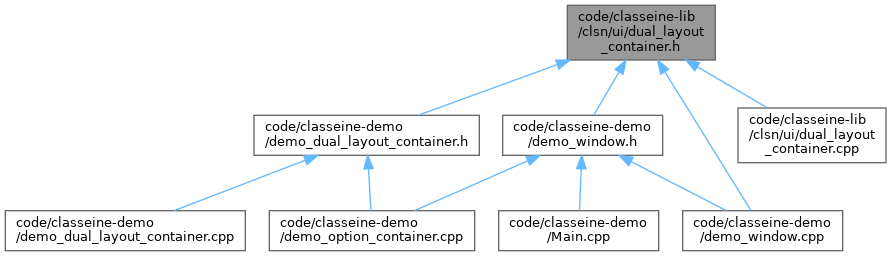 code/classeine-lib
/clsn/ui/dual_layout
_container.h
code/classeine-demo
/demo_dual_layout_container.h
code/classeine-demo
/demo_window.h
code/classeine-lib
/clsn/ui/dual_layout
_container.cpp
code/classeine-demo
/demo_dual_layout_container.cpp
code/classeine-demo
/demo_option_container.cpp
code/classeine-demo
/Main.cpp
code/classeine-demo
/demo_window.cpp